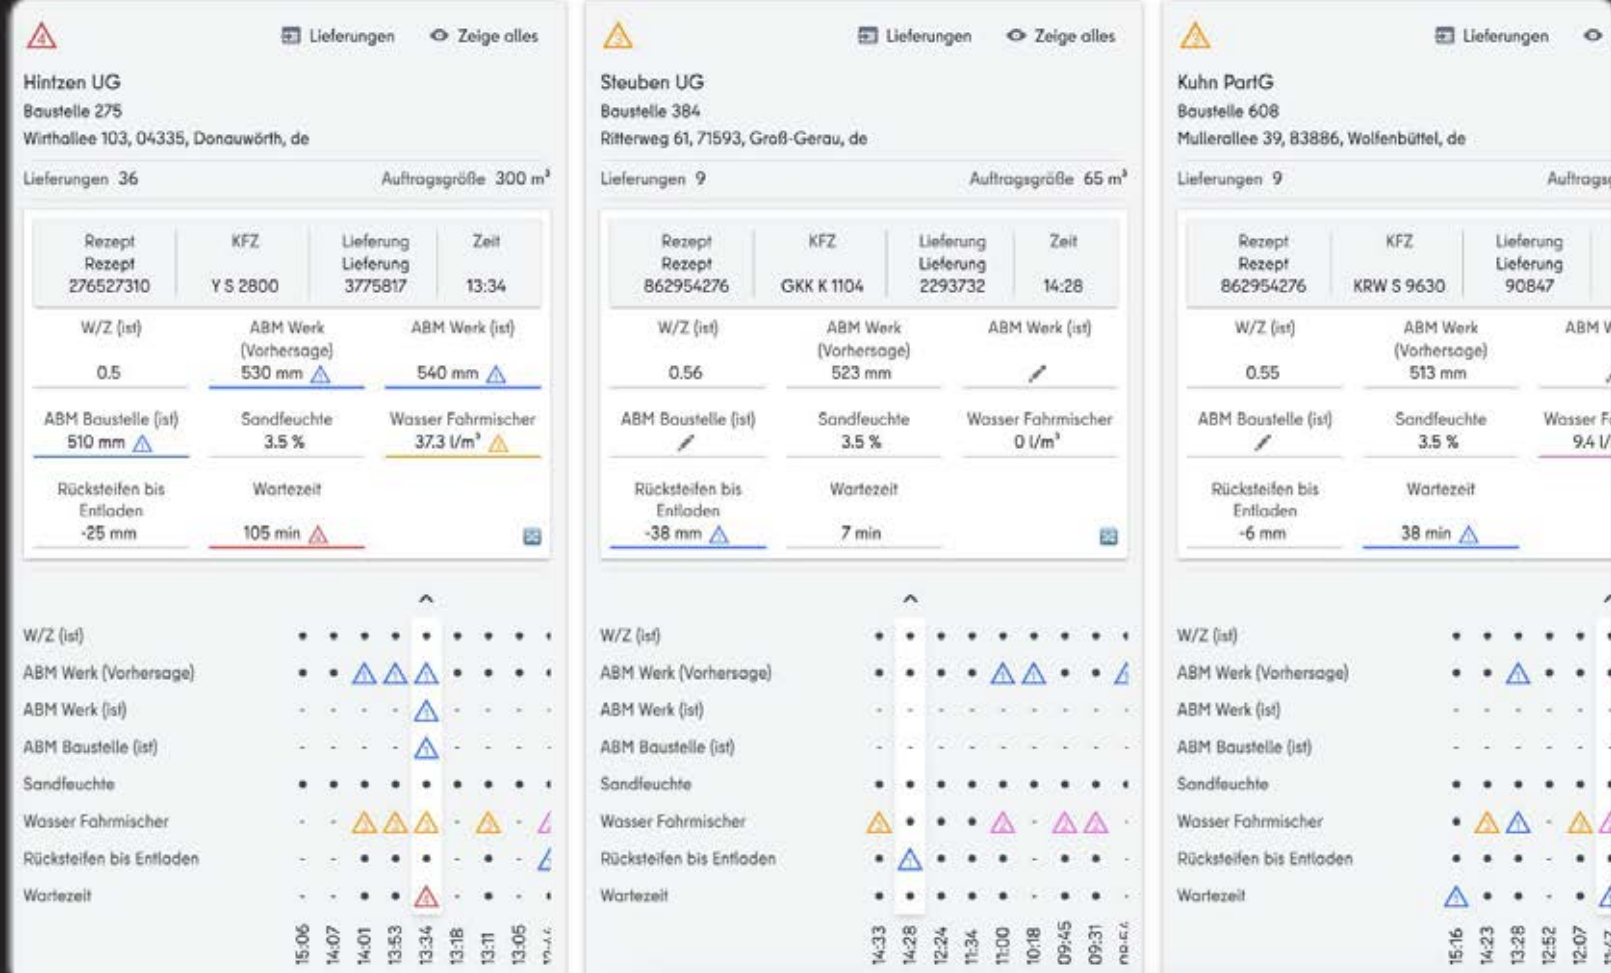 Lieferungen Zeige alles
Hintzen UG
Baustelle 275
Wirthallee 103, 04335, Donauwörth, de
Lieferungen 36 Auftragsgröße 300 m³
Rezept KFZ Lieferung Zeit
Rezept Lieferung
276527310 Y S 2800 3775817 13:34
W/Z (ist) ABM Werk ABM Werk (ist)
(Vorhersage)
0.5 530 mm 540 mm
ABM Baustelle (ist) Sandfeuchte Wasser Fahrmischer
510 mm 3.5 % 37.3 l/m³
Rücksteifen bis Wartezeit
Entladen
-25 mm 105 min
W/Z (ist)
ABM Werk (Vorhersage)
ABM Werk (ist)
ABM Baustelle (ist)
Sandfeuchte
Wasser Fahrmischer
Rücksteifen bis Entladen
Wartezeit
15:06 14:07 14:01 13:53 13:34 13:18 13:11 13:05
Lieferungen Zeige alles
Steuben UG
Baustelle 384
Ritterweg 61, 71593, Groß-Gerau, de
Lieferungen 9 Auftragsgröße 65 m³
Rezept KFZ Lieferung Zeit
Rezept Lieferung
862954276 GKK K 1104 2293732 14:28
W/Z (ist) ABM Werk ABM Werk (ist)
(Vorhersage)
0.56 523 mm
ABM Baustelle (ist) Sandfeuchte Wasser Fahrmischer
3.5 % 0 l/m³
Rücksteifen bis Wartezeit
Entladen
-38 mm 7 min
W/Z (ist)
ABM Werk (Vorhersage)
ABM Werk (ist)
ABM Baustelle (ist)
Sandfeuchte
Wasser Fahrmischer
Rücksteifen bis Entladen
Wartezeit
14:33 14:28 12:24 11:34 11:00 10:18 09:45 09:31
Lieferungen
Kuhn PartG
Baustelle 608
Mullerallee 39, 83886, Wolfenbüttel, de
Lieferungen 9 Auftrags
Rezept KFZ Lieferung
Rezept Lieferung
862954276 KRW S 9630 90847
W/Z (ist) ABM Werk ABM W
(Vorhersage)
0.55 513 mm
ABM Baustelle (ist) Sandfeuchte Wasser F
3.5 % 9.4 l/
Rücksteifen bis Wartezeit
Entladen
-6 mm 38 min
W/Z (ist)
ABM Werk (Vorhersage)
ABM Werk (ist)
ABM Baustelle (ist)
Sandfeuchte
Wasser Fahrmischer
Rücksteifen bis Entladen
Wartezeit
15:16 14:23 13:28 12:52 12:07